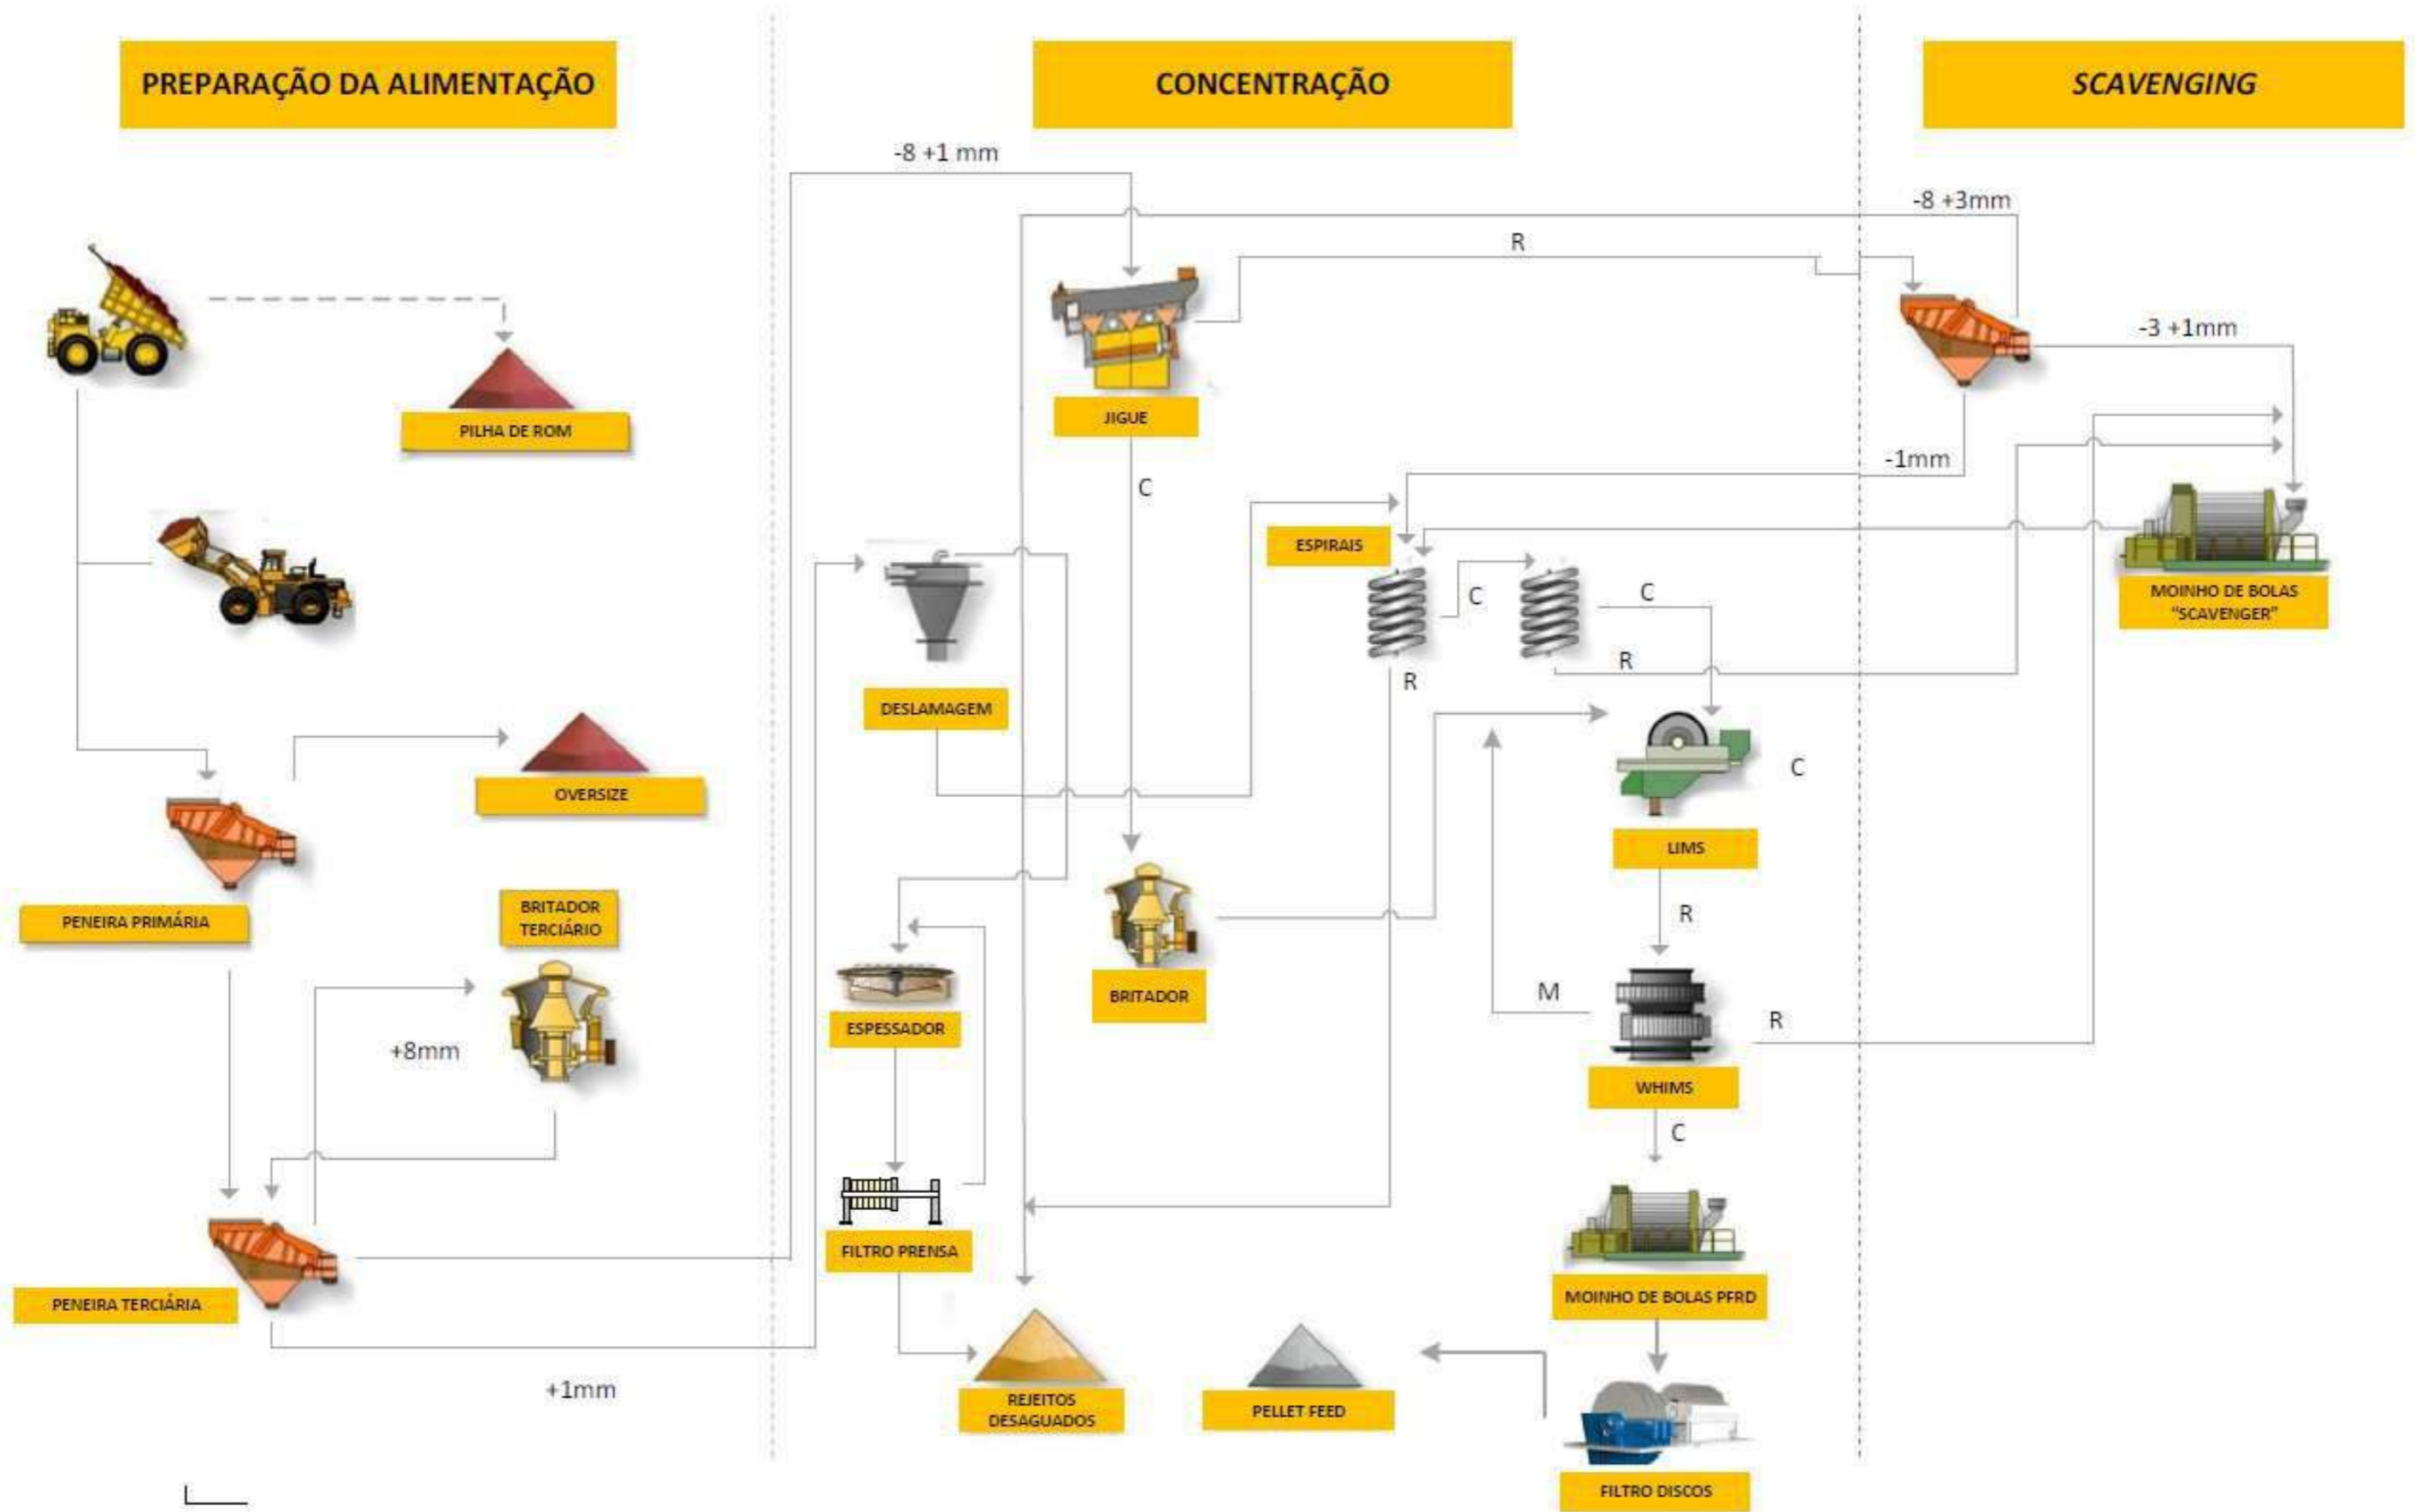 PREPARAÇÃO DA ALIMENTAÇÃO
CONCENTRAÇÃO
SCAVENGING
-8 +1 mm
-8 +3mm
R
-3 +1mm
PILHA DE ROM
JIGUE
C
-1mm
ESPIRAIS
C
C
MOINHO DE BOLAS
"SCAVENGER"
R
R
DESLAMAGEM
OVERSIZE
C
LIMS
PENEIRA PRIMÁRIA
BRITADOR
TERCIÁRIO
R
BRITADOR
M
R
ESPESSADOR
+8mm
WHIMS
C
FILTRO PRENSA
PENEIRA TERCIÁRIA
MOINHO DE BOLAS PFRD
+1mm
REJEITOS
DESAGUADOS
PELLET FEED
FILTRO DISCOS